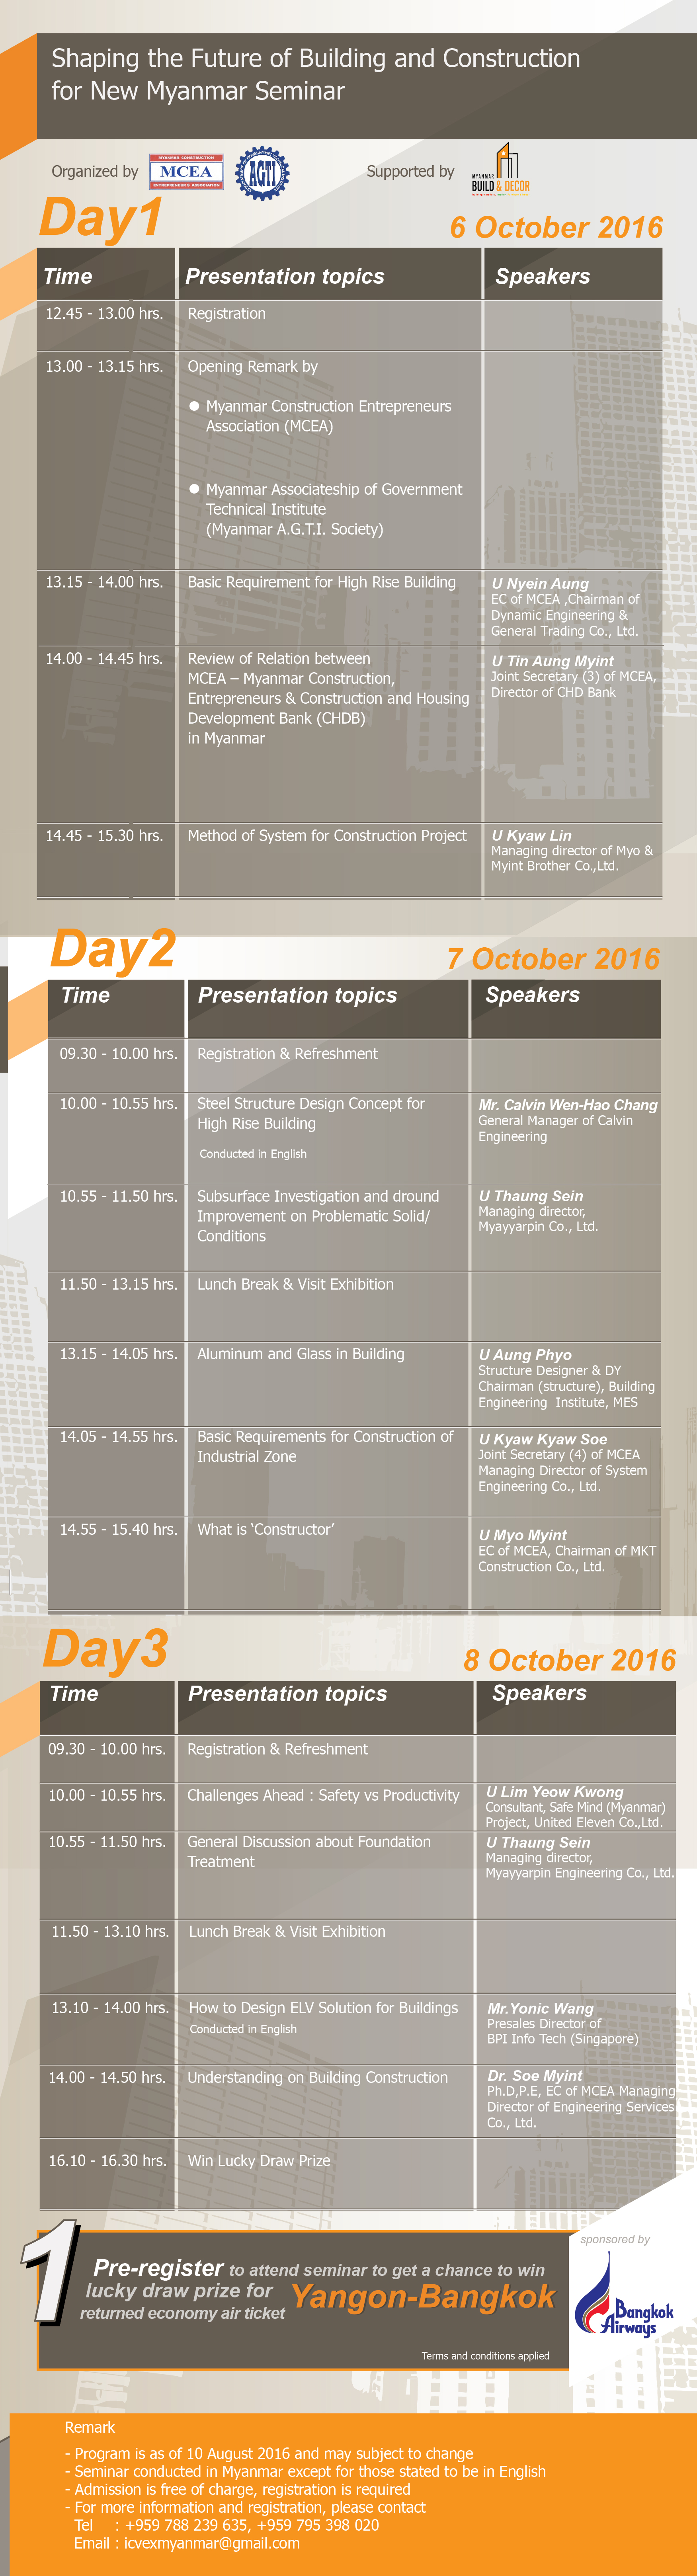 Shaping the Future of Building and Construction
for New Myanmar Seminar
Organized by
MYANMAR CONSTRUCTION
MCEA
ENTREPRENEUR'S ASSOCIATION
AGTI
Supported by
MYANMAR
BUILD & DECOR
Day1
6 October 2016
Time Presentation topics Speakers
12.45 - 13.00 hrs. Registration
13.00 - 13.15 hrs. Opening Remark by
● Myanmar Construction Entrepreneurs
Association (MCEA)
● Myanmar Associateship of Government
Technical Institute
(Myanmar A.G.T.I. Society)
13.15 - 14.00 hrs. Basic Requirement for High Rise Building
U Nyein Aung
EC of MCEA ,Chairman of
Dynamic Engineering &
General Trading Co., Ltd.
14.00 - 14.45 hrs. Review of Relation between
MCEA – Myanmar Construction,
Entrepreneurs & Construction and Housing
Development Bank (CHDB)
in Myanmar
U Tin Aung Myint
Joint Secretary (3) of MCEA,
Director of CHD Bank
14.45 - 15.30 hrs. Method of System for Construction Project
U Kyaw Lin
Managing director of Myo &
Myint Brother Co.,Ltd.
Day2
7 October 2016
Time Presentation topics Speakers
09.30 - 10.00 hrs. Registration & Refreshment
10.00 - 10.55 hrs. Steel Structure Design Concept for
High Rise Building
Conducted in English
Mr. Calvin Wen-Hao Chang
General Manager of Calvin
Engineering
10.55 - 11.50 hrs. Subsurface Investigation and dround
Improvement on Problematic Solid/
Conditions
U Thaung Sein
Managing director,
Myayyarpin Co., Ltd.
11.50 - 13.15 hrs. Lunch Break & Visit Exhibition
13.15 - 14.05 hrs. Aluminum and Glass in Building
U Aung Phyo
Structure Designer & DY
Chairman (structure), Building
Engineering Institute, MES
14.05 - 14.55 hrs. Basic Requirements for Construction of
Industrial Zone
U Kyaw Kyaw Soe
Joint Secretary (4) of MCEA
Managing Director of System
Engineering Co., Ltd.
14.55 - 15.40 hrs. What is ‘Constructor’
U Myo Myint
EC of MCEA, Chairman of MKT
Construction Co., Ltd.
Day3
8 October 2016
Time Presentation topics Speakers
09.30 - 10.00 hrs. Registration & Refreshment
10.00 - 10.55 hrs. Challenges Ahead : Safety vs Productivity
U Lim Yeow Kwong
Consultant, Safe Mind (Myanmar)
Project, United Eleven Co.,Ltd.
10.55 - 11.50 hrs. General Discussion about Foundation
Treatment
U Thaung Sein
Managing director,
Myayyarpin Engineering Co., Ltd.
11.50 - 13.10 hrs. Lunch Break & Visit Exhibition
13.10 - 14.00 hrs. How to Design ELV Solution for Buildings
Conducted in English
Mr.Yonic Wang
Presales Director of
BPI Info Tech (Singapore)
14.00 - 14.50 hrs. Understanding on Building Construction
Dr. Soe Myint
Ph.D,P.E, EC of MCEA Managing
Director of Engineering Services
Co., Ltd.
16.10 - 16.30 hrs. Win Lucky Draw Prize
1
Pre-register to attend seminar to get a chance to win
lucky draw prize for
returned economy air ticket
Yangon-Bangkok
Terms and conditions applied
sponsored by
Bangkok
Airways
Remark
- Program is as of 10 August 2016 and may subject to change
- Seminar conducted in Myanmar except for those stated to be in English
- Admission is free of charge, registration is required
- For more information and registration, please contact
Tel : +959 788 239 635, +959 795 398 020
Email : icvexmyanmar@gmail.com